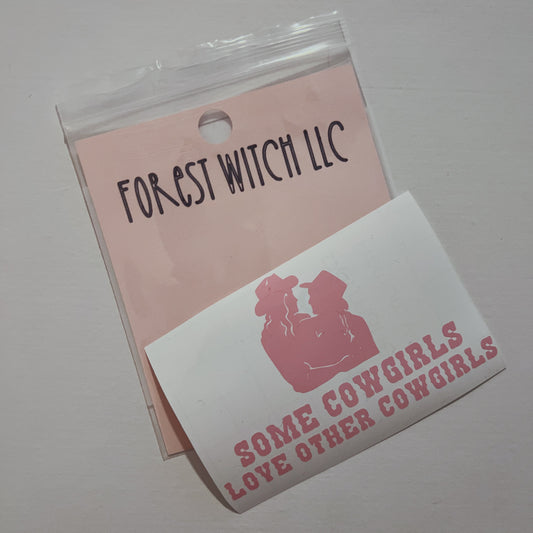 FOREST WITCH LLC
SOME COWGIRLS
LOVE OTHER COWGIRLS